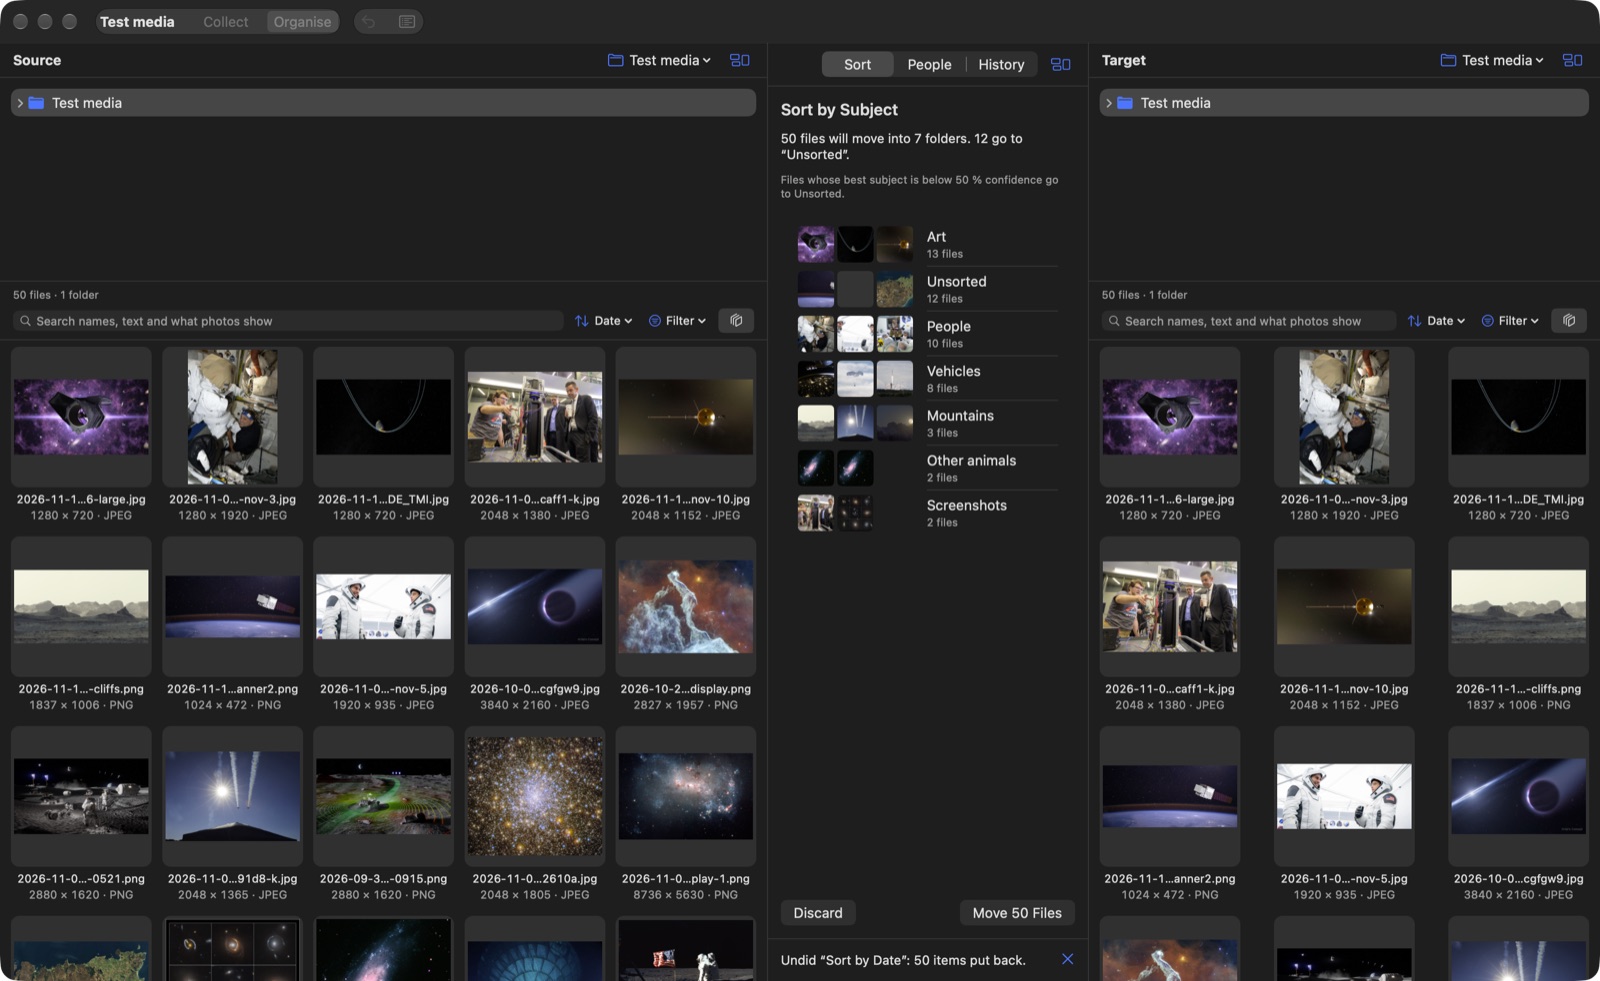 Test media
Collect
Organise
Source
Test media
Sort
People
History
Target
Test media
Test media
Sort by Subject
50 files will move into 7 folders. 12 go to
“Unsorted”.
Files whose best subject is below 50 % confidence go
to Unsorted.
Test media
50 files · 1 folder
Search names, text and what photos show
Date
Filter
Art
13 files
Unsorted
12 files
People
10 files
Vehicles
8 files
Mountains
3 files
Other animals
2 files
Screenshots
2 files
50 files · 1 folder
Search names, text and what photos show
Date
Filter
2026-11-1...6-large.jpg
1280 × 720 · JPEG
2026-11-0...-nov-3.jpg
1280 × 1920 · JPEG
2026-11-1...DE_TMI.jpg
1280 × 720 · JPEG
2026-11-0...caff1-k.jpg
2048 × 1380 · JPEG
2026-11-1...nov-10.jpg
2048 × 1152 · JPEG
2026-11-1...-cliffs.png
1837 × 1006 · PNG
2026-11-1...anner2.png
1024 × 472 · PNG
2026-11-0...-nov-5.jpg
1920 × 935 · JPEG
2026-10-0...cgfgw9.jpg
3840 × 2160 · JPEG
2026-10-2...display.png
2827 × 1957 · PNG
2026-11-0...-0521.png
2880 × 1620 · PNG
2026-11-0...91d8-k.jpg
2048 × 1365 · JPEG
2026-09-3...-0915.png
2880 × 1620 · PNG
2026-11-0...2610a.jpg
2048 × 1805 · JPEG
2026-11-0...play-1.png
8736 × 5630 · PNG
Discard
Move 50 Files
Undid “Sort by Date”: 50 items put back.
2026-11-1...6-large.jpg
1280 × 720 · JPEG
2026-11-0...-nov-3.jpg
1280 × 1920 · JPEG
2026-11-1...DE_TMI.jpg
1280 × 720 · JPEG
2026-11-0...caff1-k.jpg
2048 × 1380 · JPEG
2026-11-1...nov-10.jpg
2048 × 1152 · JPEG
2026-11-1...-cliffs.png
1837 × 1006 · PNG
2026-11-1...anner2.png
1024 × 472 · PNG
2026-11-0...-nov-5.jpg
1920 × 935 · JPEG
2026-10-0...cgfgw9.jpg
3840 × 2160 · JPEG